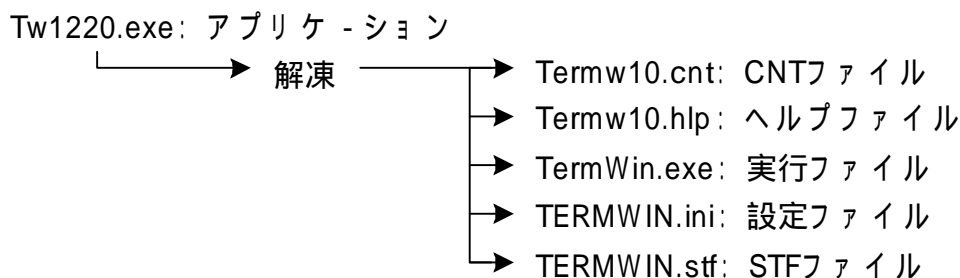 Tw1220.exe: アプリケ-ション
解凍
Termw10.cnt: CNTファイル
Termw10.hlp: ヘルプファイル
TermWin.exe: 実行ファイル
TERMWIN.ini: 設定ファイル
TERMWIN.stf: STFファイル